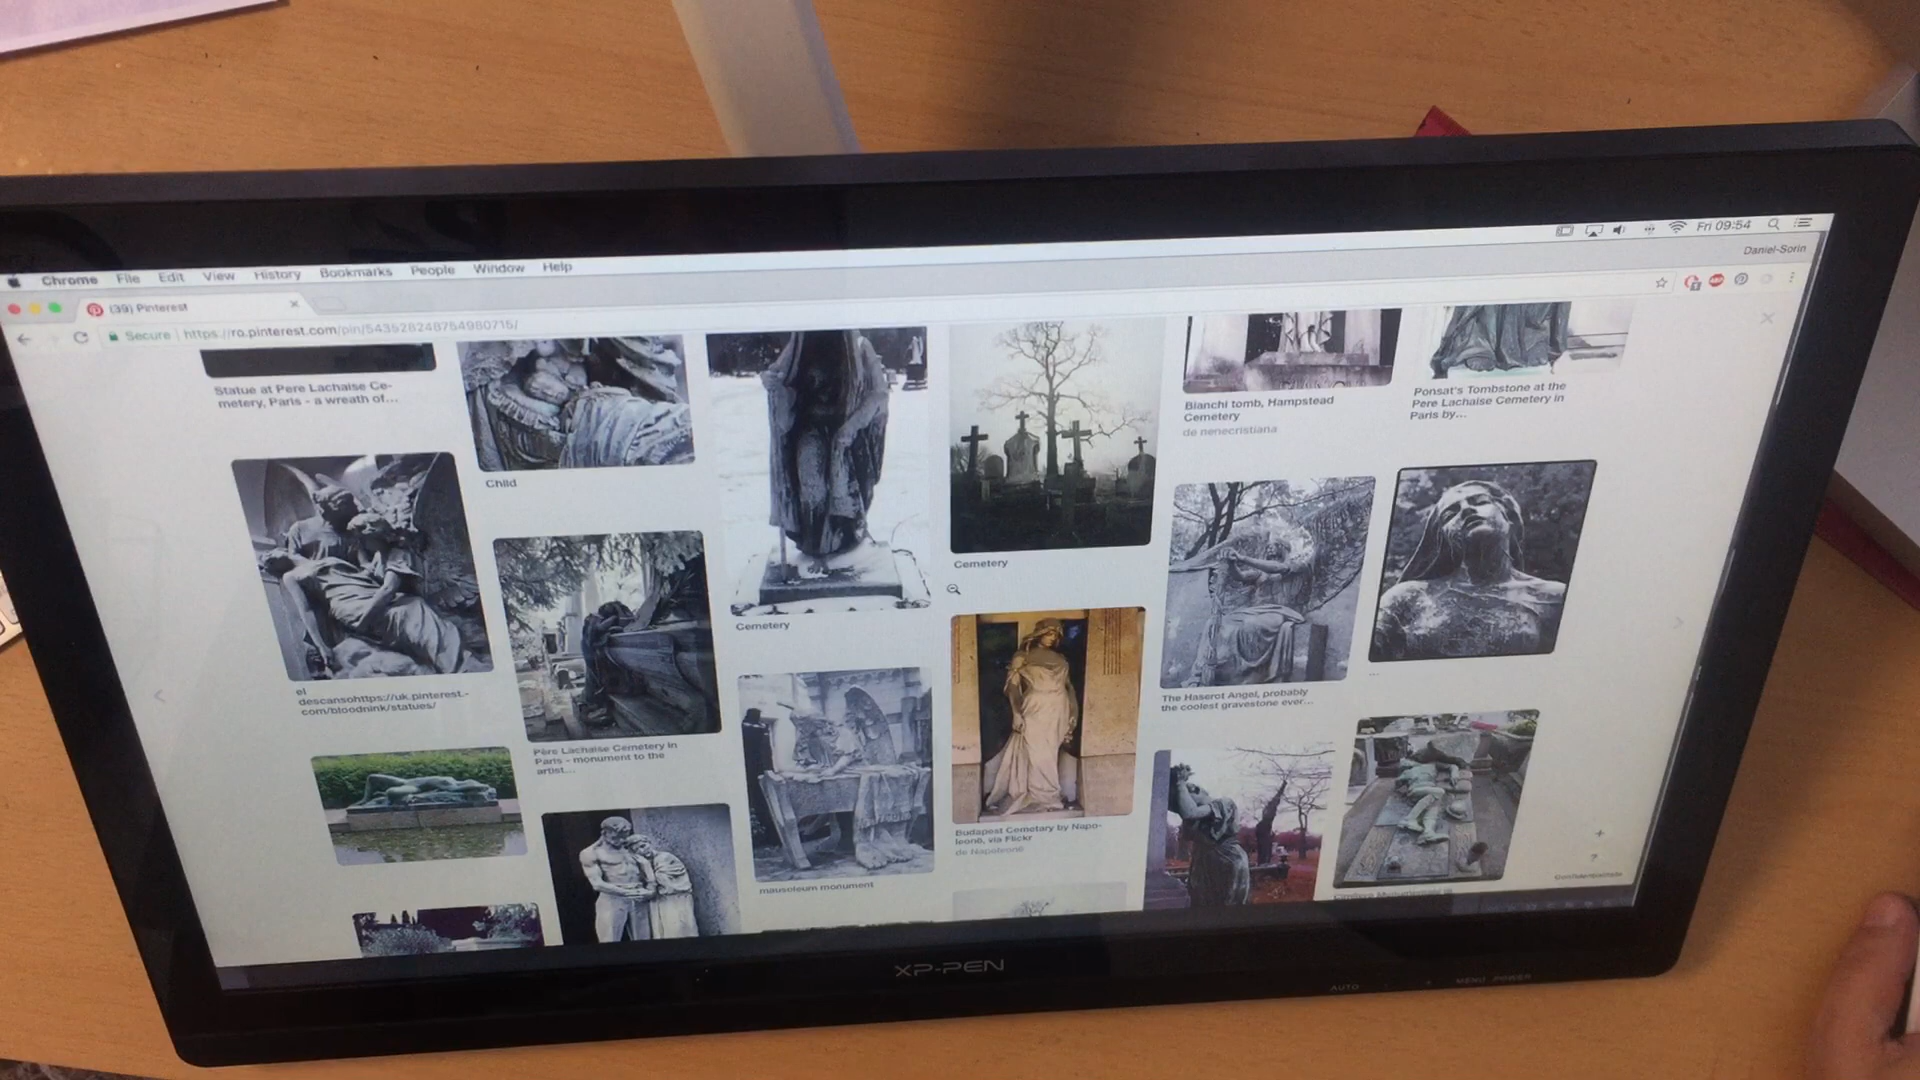 Chrome File Edit View History Bookmarks People Window Help
Fri 09:54
Daniel-Sorin
(39) Pinterest
Secure https://ro.pinterest.com/pin/543528248754980715/
Statue at Pere Lachaise Ce-
metery, Paris - a wreath of...
Child
Cemetery
Cemetery
Bianchi tomb, Hampstead
Cemetery
de nenecristiana
Ponsat's Tombstone at the
Pere Lachaise Cemetery in
Paris by...
el
descansohttps://uk.pinterest.-
com/bloodnink/statues/
Père Lachaise Cemetery in
Paris - monument to the
artist...
mausoleum monument
Budapest Cemetary by Napo-
leon6, via Flickr
de Napoleon6
The Haserot Angel, probably
the coolest gravestone ever...
...
+
?
XP-PEN
AUTO
MENU POWER